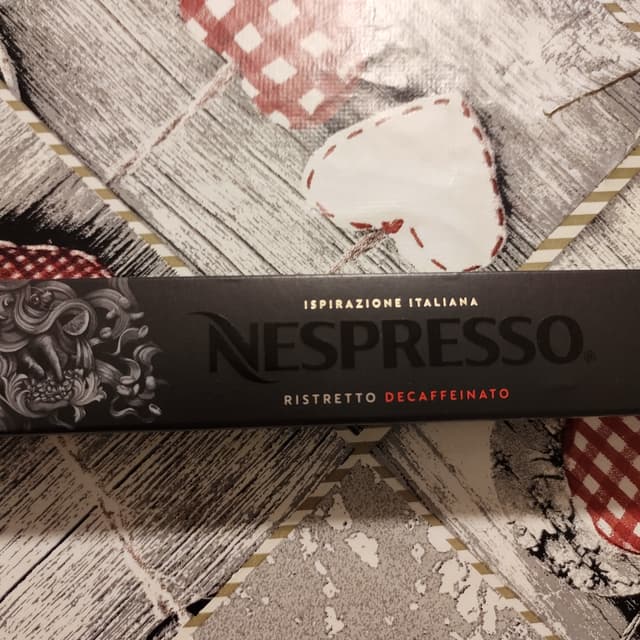 ISPIRAZIONE ITALIANA
NESPRESSO®
RISTRETTO DECAFFEINATO